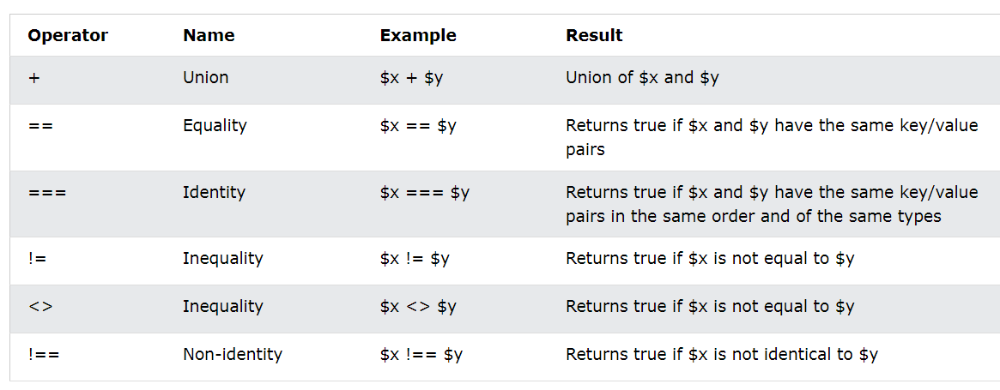 Operator Name Example Result
+ Union $x + $y Union of $x and $y
== Equality $x == $y Returns true if $x and $y have the same key/value
pairs
=== Identity $x === $y Returns true if $x and $y have the same key/value
pairs in the same order and of the same types
!= Inequality $x != $y Returns true if $x is not equal to $y
<> Inequality $x <> $y Returns true if $x is not equal to $y
!== Non-identity $x !== $y Returns true if $x is not identical to $y